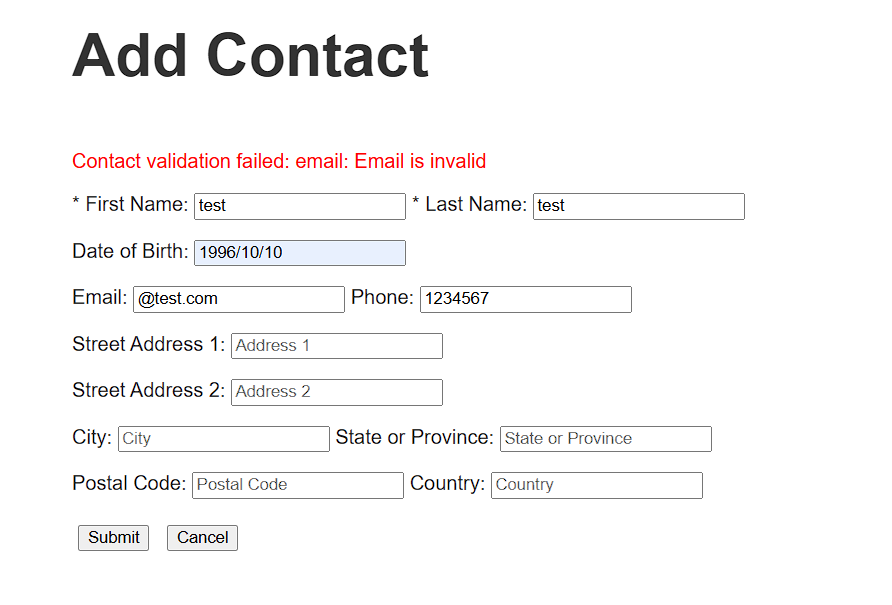 Add Contact
Contact validation failed: email: Email is invalid
* First Name: test * Last Name: test
Date of Birth: 1996/10/10
Email: @test.com Phone: 1234567
Street Address 1: Address 1
Street Address 2: Address 2
City: City State or Province: State or Province
Postal Code: Postal Code Country: Country
Submit Cancel